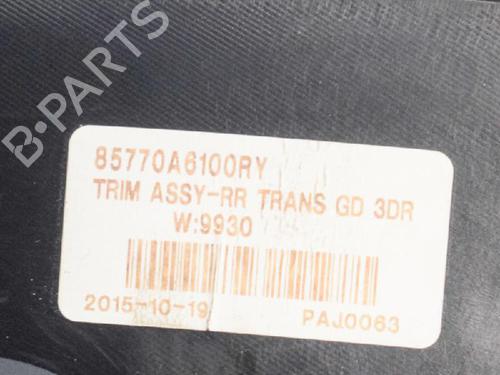 B-PARTS
85770A6100RY
TRIM ASSY-RR TRANS GD 3DR
W:9930
2015-10-19
PAJ0063